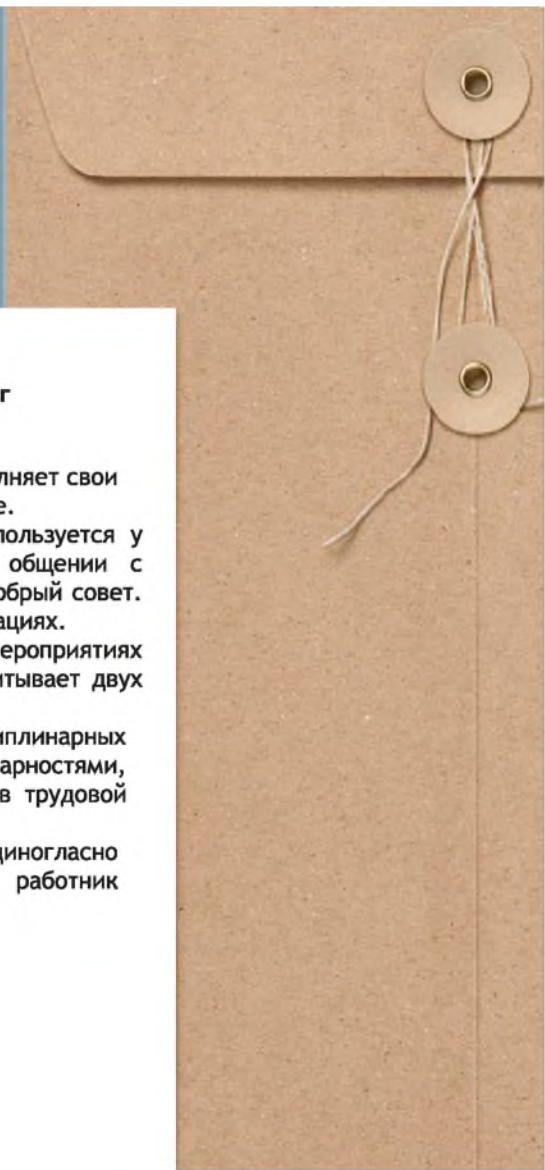 г
лняет свои
е.
пользуется у
общении с
обрый совет.
ациях.
ероприятиях
итывает двух
иплинарных
арностями,
в трудовой
диногласно
работник